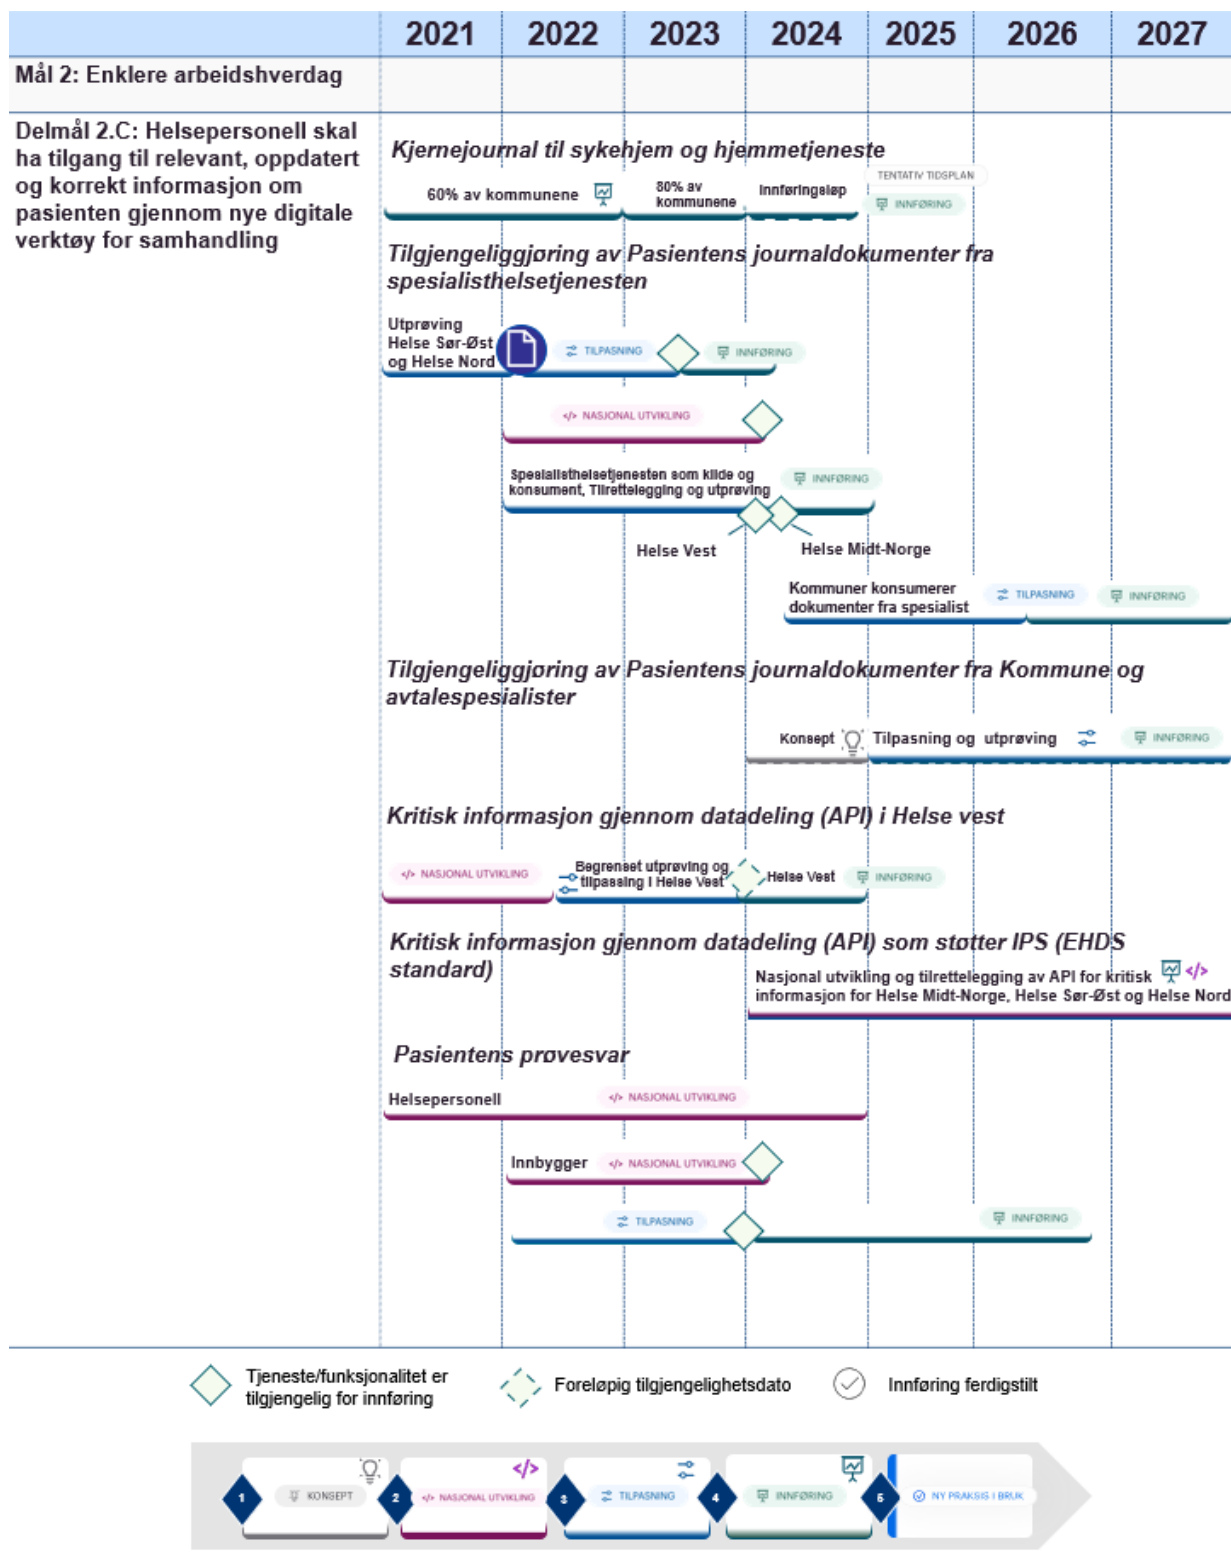 2021 2022 2023 2024 2025 2026 2027
Mål 2: Enklere arbeidshverdag
Delmål 2.C: Helsepersonell skal
ha tilgang til relevant, oppdatert
og korrekt informasjon om
pasienten gjennom nye digitale
verktøy for samhandling
Kjernejournal til sykehjem og hjemmetjeneste
TENTATIV TIDSPLAN
60% av kommunene
80% av
kommunene
Innføringsløp
INNFØRING
Tilgjengeliggjøring av Pasientens journaldokumenter fra
spesialisthelsetjenesten
Utprøving
Helse Sør-Øst
og Helse Nord
TILPASNING
INNFØRING
</> NASJONAL UTVIKLING
Spesialisthelsetjenesten som kilde og
konsument, Tilrettelegging og utprøving
INNFØRING
Helse Vest
Helse Midt-Norge
Kommuner konsumerer
dokumenter fra spesialist
TILPASNING
INNFØRING
Tilgjengeliggjøring av Pasientens journaldokumenter fra Kommune og
avtalespesialister
Konsept
Tilpasning og utprøving
INNFØRING
Kritisk informasjon gjennom datadeling (API) i Helse vest
</> NASJONAL UTVIKLING
Begrenset utprøving og
tilpassing i Helse Vest
Helse Vest
INNFØRING
Kritisk informasjon gjennom datadeling (API) som støtter IPS (EHDS
standard)
Nasjonal utvikling og tilrettelegging av API for kritisk </>
informasjon for Helse Midt-Norge, Helse Sør-Øst og Helse Nord
Pasientens prøvesvar
Helsepersonell
</> NASJONAL UTVIKLING
Innbygger
</> NASJONAL UTVIKLING
TILPASNING
INNFØRING
Tjeneste/funksjonalitet er
tilgjengelig for innføring
Foreløpig tilgjengelighetsdato
Innføring ferdigstilt
</>
1 KONSEPT
2 </> NASJONAL UTVIKLING
3 TILPASNING
4 INNFØRING
5 NY PRAKSIS I BRUK